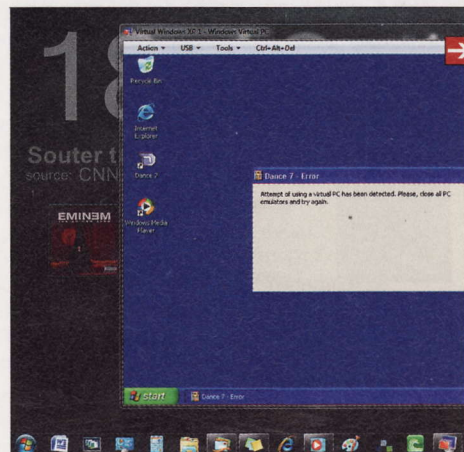 Virtual Windows XP 1 - Windows Virtual PC
Action USB Tools Ctrl-Alt-Del
18
Recycle Bin
Internet
Explorer
Souter t
source: CNN
Dance 7
Dance 7 - Error
Attempt of using a virtual PC has been detected. Please, close all PC
emulators and try again.
EMINEM
Windows Media
Player
start
Dance 7 - Error